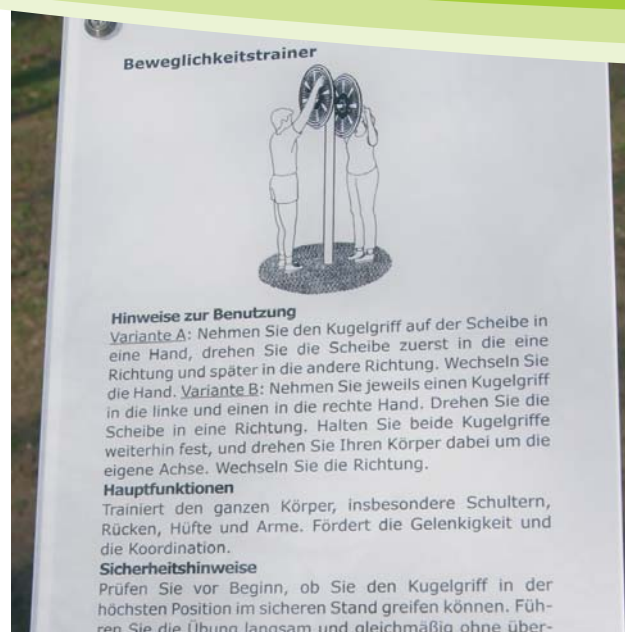 Beweglichkeitstrainer
Hinweise zur Benutzung
Variante A: Nehmen Sie den Kugelgriff auf der Scheibe in
eine Hand, drehen Sie die Scheibe zuerst in die eine
Richtung und später in die andere Richtung. Wechseln Sie
die Hand. Variante B: Nehmen Sie jeweils einen Kugelgriff
in die linke und einen in die rechte Hand. Drehen Sie die
Scheibe in eine Richtung. Halten Sie beide Kugelgriffe
weiterhin fest, und drehen Sie Ihren Körper dabei um die
eigene Achse. Wechseln Sie die Richtung.
Hauptfunktionen
Trainiert den ganzen Körper, insbesondere Schultern,
Rücken, Hüfte und Arme. Fördert die Gelenkigkeit und
die Koordination.
Sicherheitshinweise
Prüfen Sie vor Beginn, ob Sie den Kugelgriff in der
höchsten Position im sicheren Stand greifen können. Füh-
ren Sie die Übung langsam und gleichmäßig ohne über-